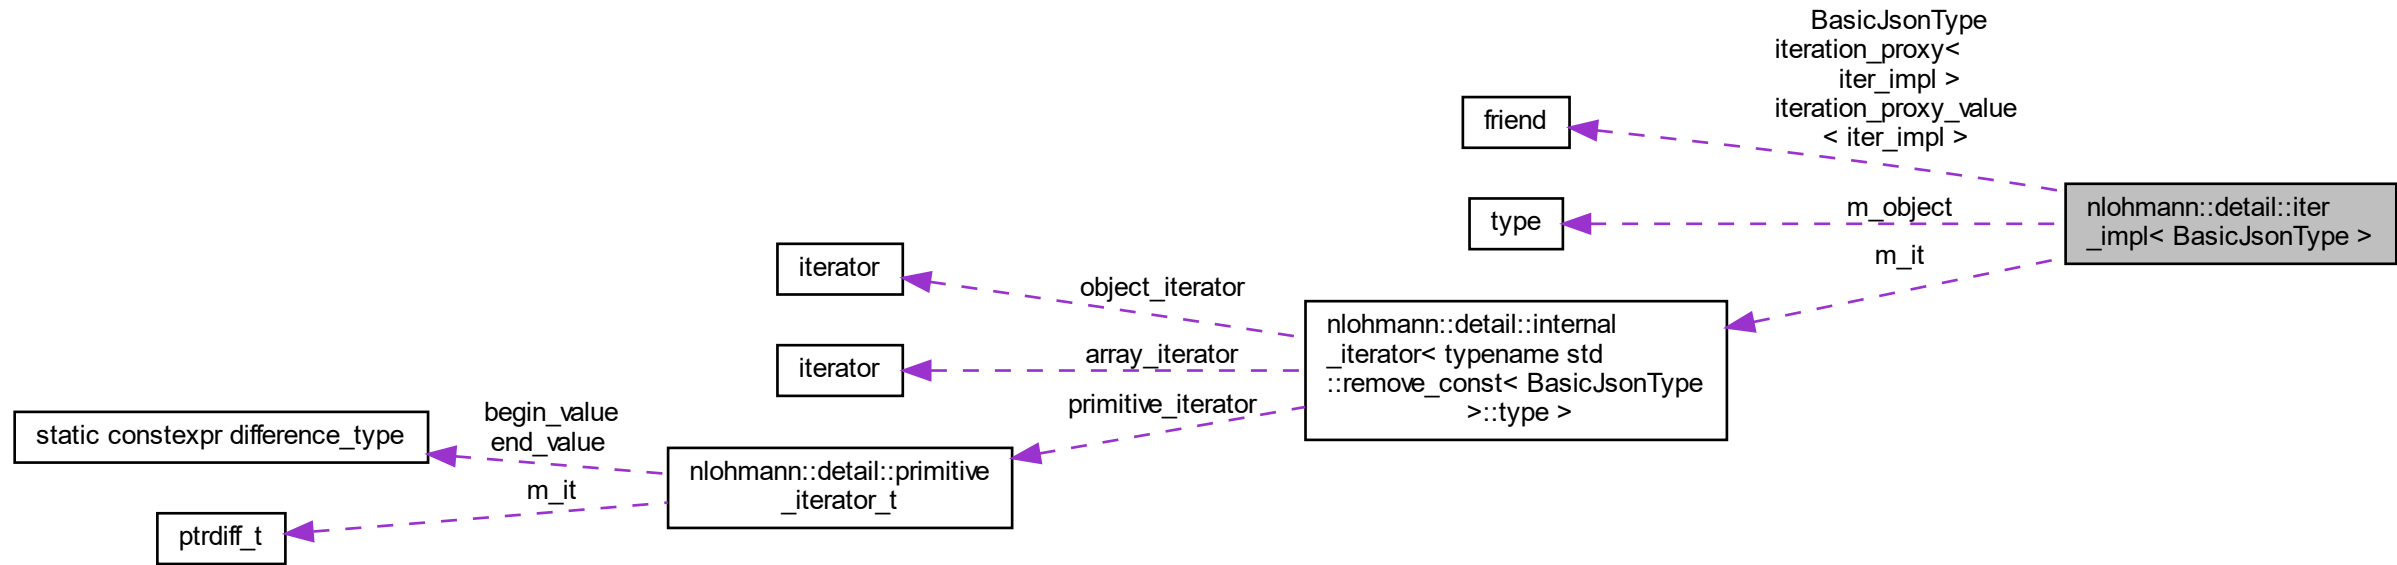 BasicJsonType
iteration_proxy<
iter_impl >
iteration_proxy_value
< iter_impl >
friend
nlohmann::detail::iter
_impl< BasicJsonType >
m_object
type
m_it
iterator
object_iterator
nlohmann::detail::internal
_iterator< typename std
::remove_const< BasicJsonType
>::type >
array_iterator
iterator
primitive_iterator
begin_value
end_value
static constexpr difference_type
nlohmann::detail::primitive
_iterator_t
m_it
ptrdiff_t